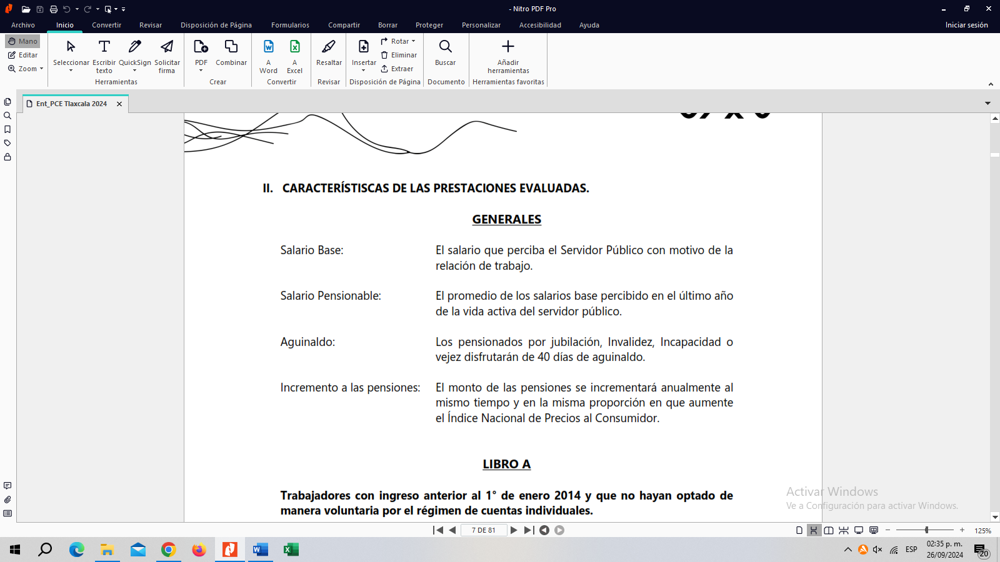 - Nitro PDF Pro
Archivo Inicio Convertir Revisar Disposición de Página Formularios Compartir Borrar Proteger Personalizar Accesibilidad Ayuda Iniciar sesión
Mano
Editar
Zoom
Seleccionar
Escribir
texto
QuickSign
Solicitar
firma
Herramientas
PDF
Combinar
Crear
A
Word
A
Excel
Convertir
Resaltar
Revisar
Insertar
Rotar
Eliminar
Extraer
Disposición de Página
Buscar
Documento
Añadir
herramientas
Herramientas favoritas
Ent_PCE Tlaxcala 2024
II. CARACTERÍSTISCAS DE LAS PRESTACIONES EVALUADAS.
GENERALES
Salario Base: El salario que perciba el Servidor Público con motivo de la
relación de trabajo.
Salario Pensionable: El promedio de los salarios base percibido en el último año
de la vida activa del servidor público.
Aguinaldo: Los pensionados por jubilación, Invalidez, Incapacidad o
vejez disfrutarán de 40 días de aguinaldo.
Incremento a las pensiones: El monto de las pensiones se incrementará anualmente al
mismo tiempo y en la misma proporción en que aumente
el Índice Nacional de Precios al Consumidor.
LIBRO A
Trabajadores con ingreso anterior al 1° de enero 2014 y que no hayan optado de
manera voluntaria por el régimen de cuentas individuales.
Activar Windows
Ve a Configuración para activar Windows.
7 DE 81
125%
ESP
02:35 p. m.
26/09/2024
20